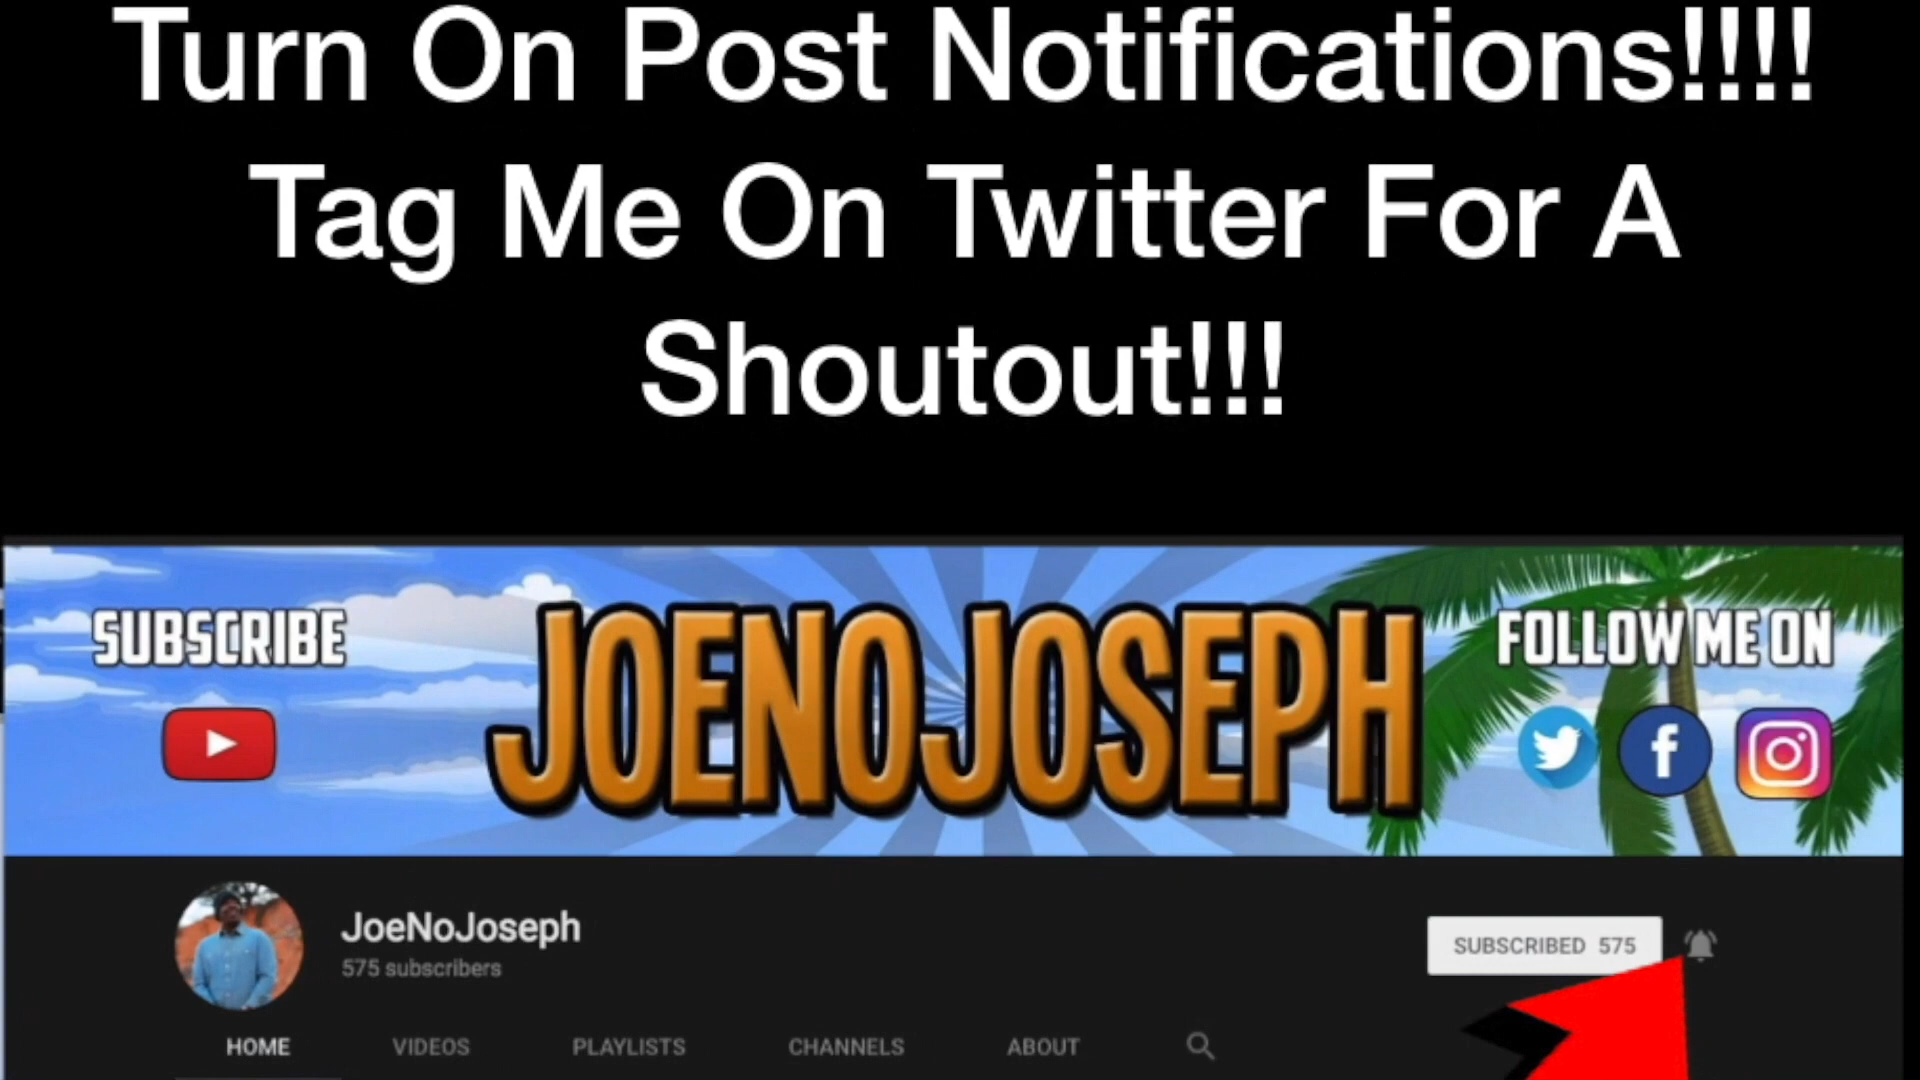 Turn On Post Notifications!!!!
Tag Me On Twitter For A
Shoutout!!!
SUBSCRIBE
JOENOJOSEPH
FOLLOW ME ON
JoeNoJoseph
575 subscribers
SUBSCRIBED 575
HOME VIDEOS PLAYLISTS CHANNELS ABOUT